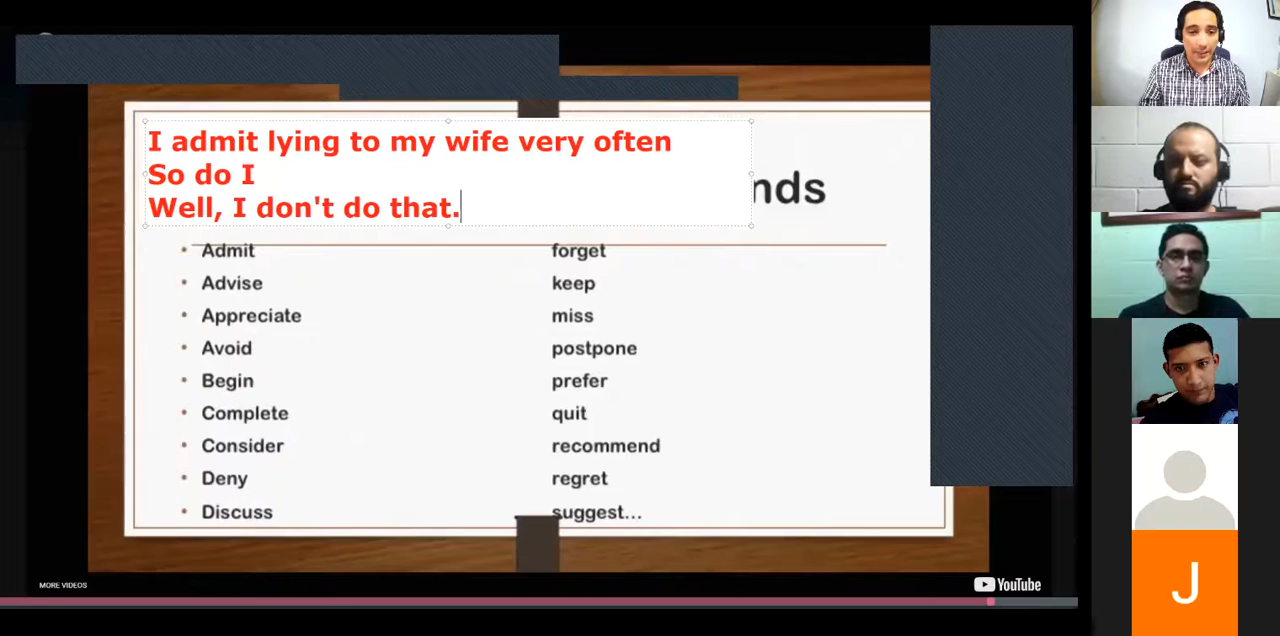 I admit lying to my wife very often
So do I
Well, I don't do that.
nds
Admit
Advise
Appreciate
Avoid
Begin
Complete
Consider
Deny
Discuss
forget
keep
miss
postpone
prefer
quit
recommend
regret
suggest...
MORE VIDEOS
YouTube
J